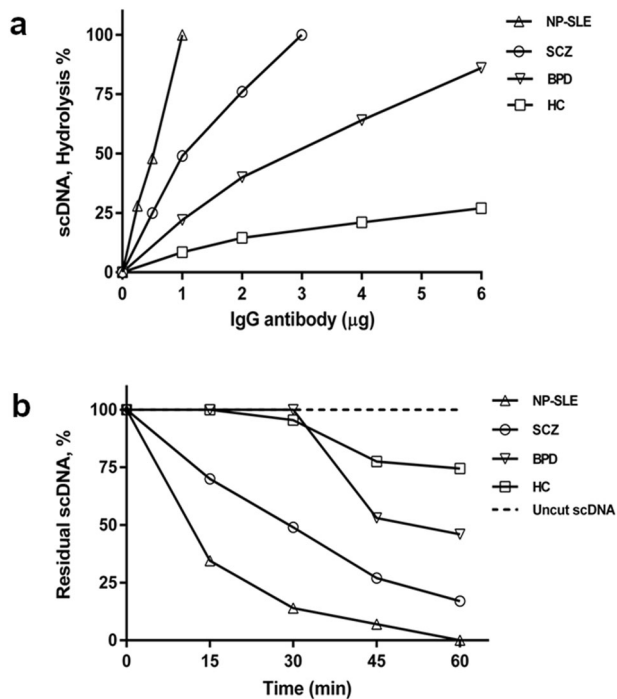 a
NP-SLE
SCZ
BPD
HC
scDNA, Hydrolysis %
100
75
50
25
0
0 1 2 3 4 5 6
IgG antibody (μg)
b
NP-SLE
SCZ
BPD
HC
Uncut scDNA
Residual scDNA, %
100
75
50
25
0
0 15 30 45 60
Time (min)